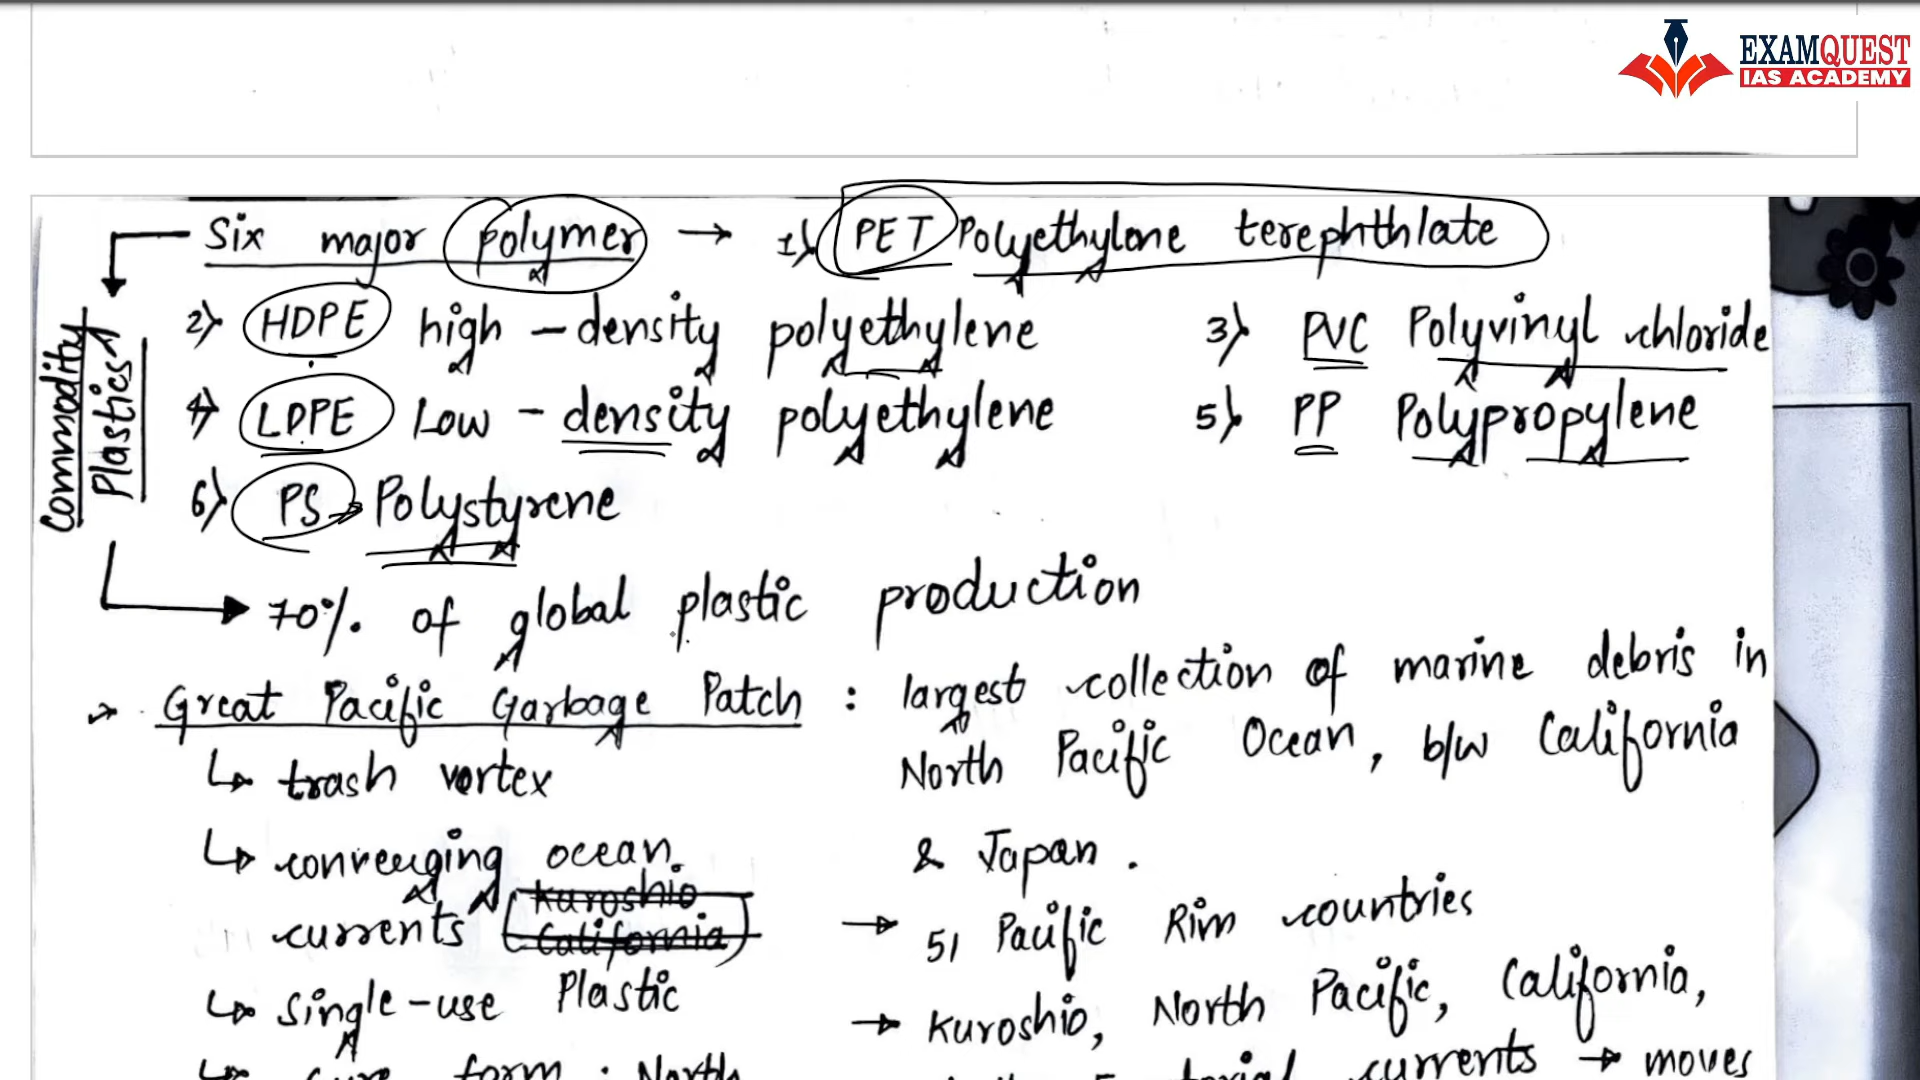 EXAMQUEST
IAS ACADEMY
Six major polymer → 1) PET Polyethylene terephthlate
2) HDPE high-density polyethylene 3) PVC Polyvinyl chloride
4) LDPE Low-density polyethylene 5) PP Polypropylene
6) PS → Polystyrene
Commodity
Plastics
→ 70% of global plastic production
→ Great Pacific Garbage Patch : largest collection of marine debris in
North Pacific Ocean, b/w California
& Japan.
↳ trash vortex
↳ converging ocean
currents
Kuroshio
California
↳ Single-use Plastic
→ 51 Pacific Rim countries
→ Kuroshio, North Pacific, California,
form : North
currents → moves